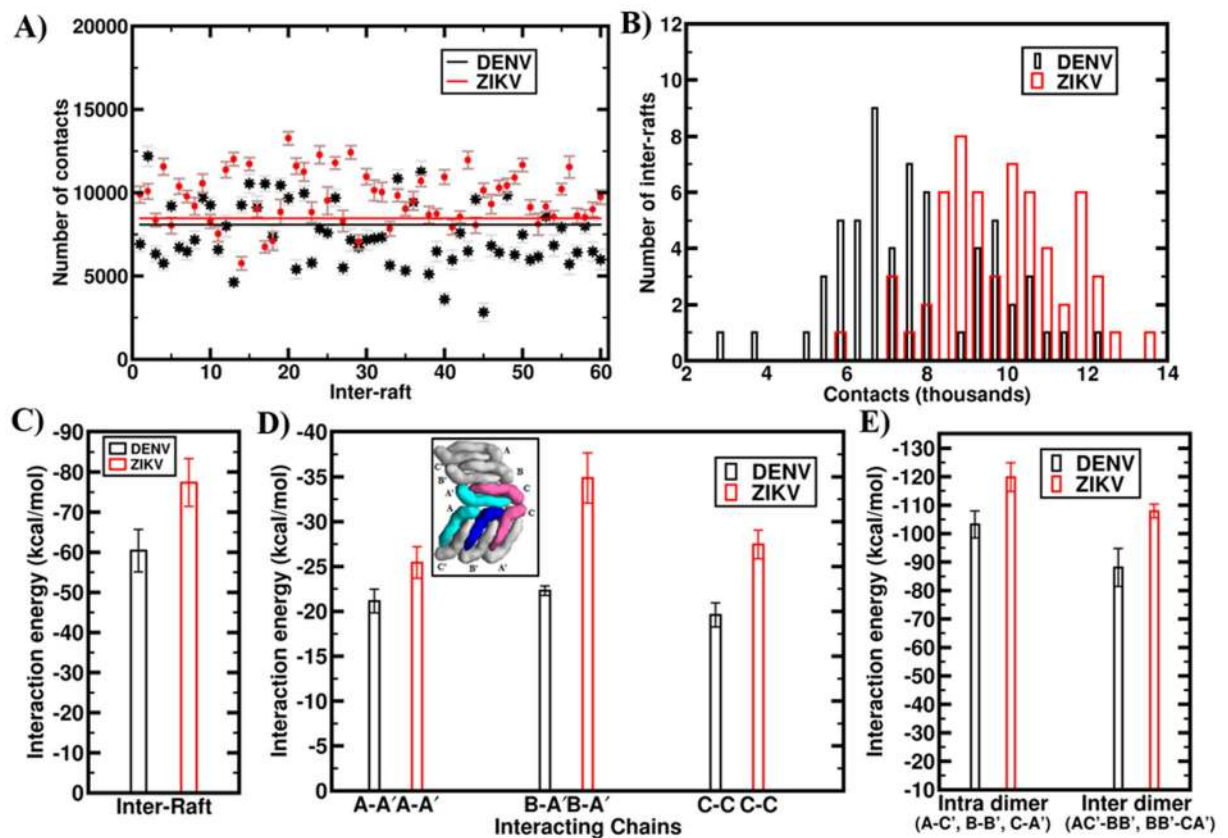 A)
20000
15000
10000
5000
0
Number of contacts
DENV
ZIKV
0 10 20 30 40 50 60
Inter-raft
B)
12
10
8
6
4
2
0
Number of inter-rafts
DENV
ZIKV
2 4 6 8 10 12 14
Contacts (thousands)
C)
-90
-80
-70
-60
-50
-40
-30
-20
-10
0
Interaction energy (kcal/mol)
DENV
ZIKV
Inter-Raft
D)
-40
-35
-30
-25
-20
-15
-10
-5
0
Interaction energy (kcal/mol)
A
C'
B
B'
A'
C
A
C
C'
B'
A'
DENV
ZIKV
A-A′A-A′ B-A′B-A′ C-C C-C
Interacting Chains
E)
-130
-120
-110
-100
-90
-80
-70
-60
-50
-40
-30
-20
-10
Interaction energy (kcal/mol)
DENV
ZIKV
Intra dimer Inter dimer
(A-C', B-B', C-A') (AC'-BB', BB'-CA')